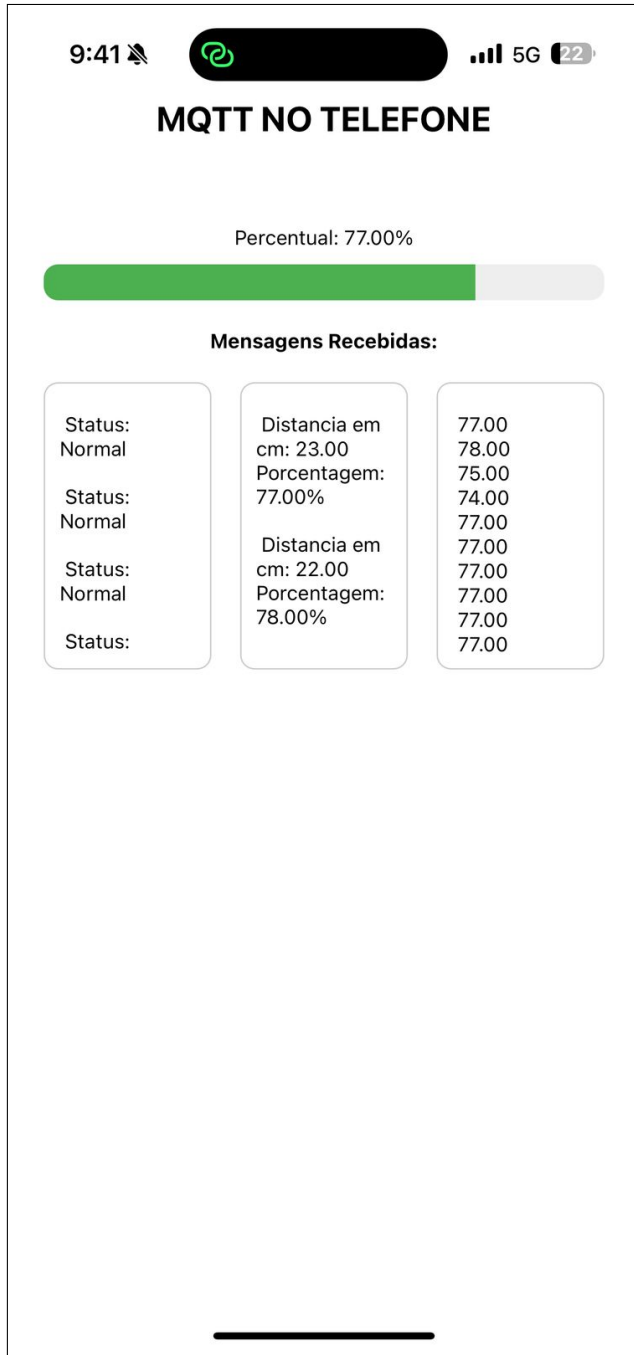 9:41
5G 22
MQTT NO TELEFONE
Percentual: 77.00%
Mensagens Recebidas:
Status:
Normal
Status:
Normal
Status:
Normal
Status:
Distancia em
cm: 23.00
Porcentagem:
77.00%
Distancia em
cm: 22.00
Porcentagem:
78.00%
77.00
78.00
75.00
74.00
77.00
77.00
77.00
77.00
77.00
77.00